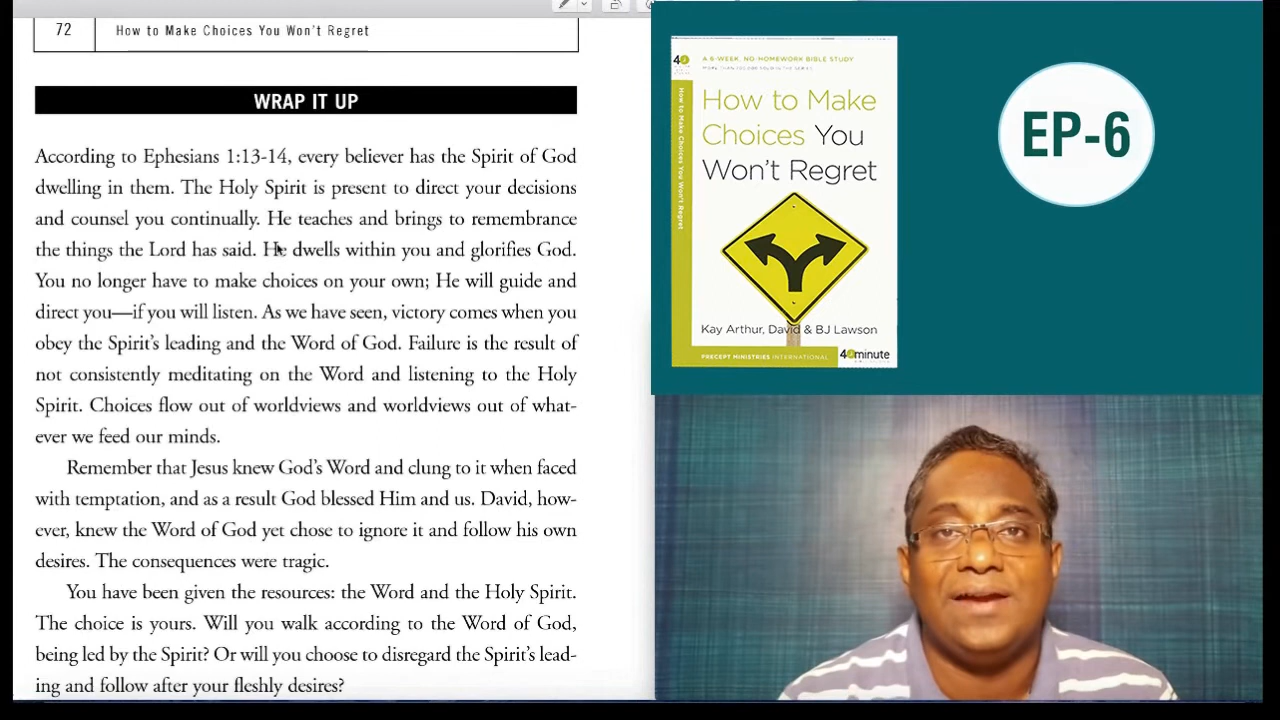 72
How to Make Choices You Won't Regret
WRAP IT UP
According to Ephesians 1:13-14, every believer has the Spirit of God
dwelling in them. The Holy Spirit is present to direct your decisions
and counsel you continually. He teaches and brings to remembrance
the things the Lord has said. He dwells within you and glorifies God.
You no longer have to make choices on your own; He will guide and
direct you—if you will listen. As we have seen, victory comes when you
obey the Spirit's leading and the Word of God. Failure is the result of
not consistently meditating on the Word and listening to the Holy
Spirit. Choices flow out of worldviews and worldviews out of what-
ever we feed our minds.
Remember that Jesus knew God's Word and clung to it when faced
with temptation, and as a result God blessed Him and us. David, how-
ever, knew the Word of God yet chose to ignore it and follow his own
desires. The consequences were tragic.
You have been given the resources: the Word and the Holy Spirit.
The choice is yours. Will you walk according to the Word of God,
being led by the Spirit? Or will you choose to disregard the Spirit's lead-
ing and follow after your fleshly desires?
40
A 6-WEEK, NO-HOMEWORK BIBLE STUDY
How to Make Choices You Won't Regret
How to Make
Choices You
Won't Regret
Kay Arthur, David & BJ Lawson
PRECEPT MINISTRIES INTERNATIONAL
40 minute
EP-6